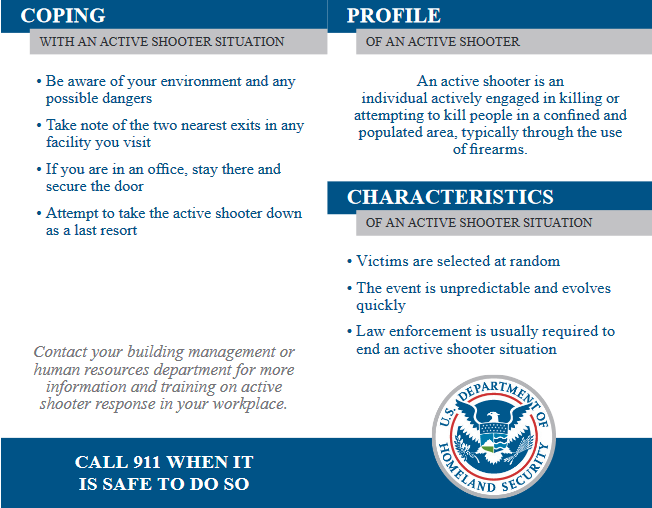 COPING
WITH AN ACTIVE SHOOTER SITUATION
• Be aware of your environment and any
possible dangers
• Take note of the two nearest exits in any
facility you visit
• If you are in an office, stay there and
secure the door
• Attempt to take the active shooter down
as a last resort
Contact your building management or
human resources department for more
information and training on active
shooter response in your workplace.
CALL 911 WHEN IT
IS SAFE TO DO SO
PROFILE
OF AN ACTIVE SHOOTER
An active shooter is an
individual actively engaged in killing or
attempting to kill people in a confined and
populated area, typically through the use
of firearms.
CHARACTERISTICS
OF AN ACTIVE SHOOTER SITUATION
• Victims are selected at random
• The event is unpredictable and evolves
quickly
• Law enforcement is usually required to
end an active shooter situation
U.S. DEPARTMENT OF
HOMELAND SECURITY